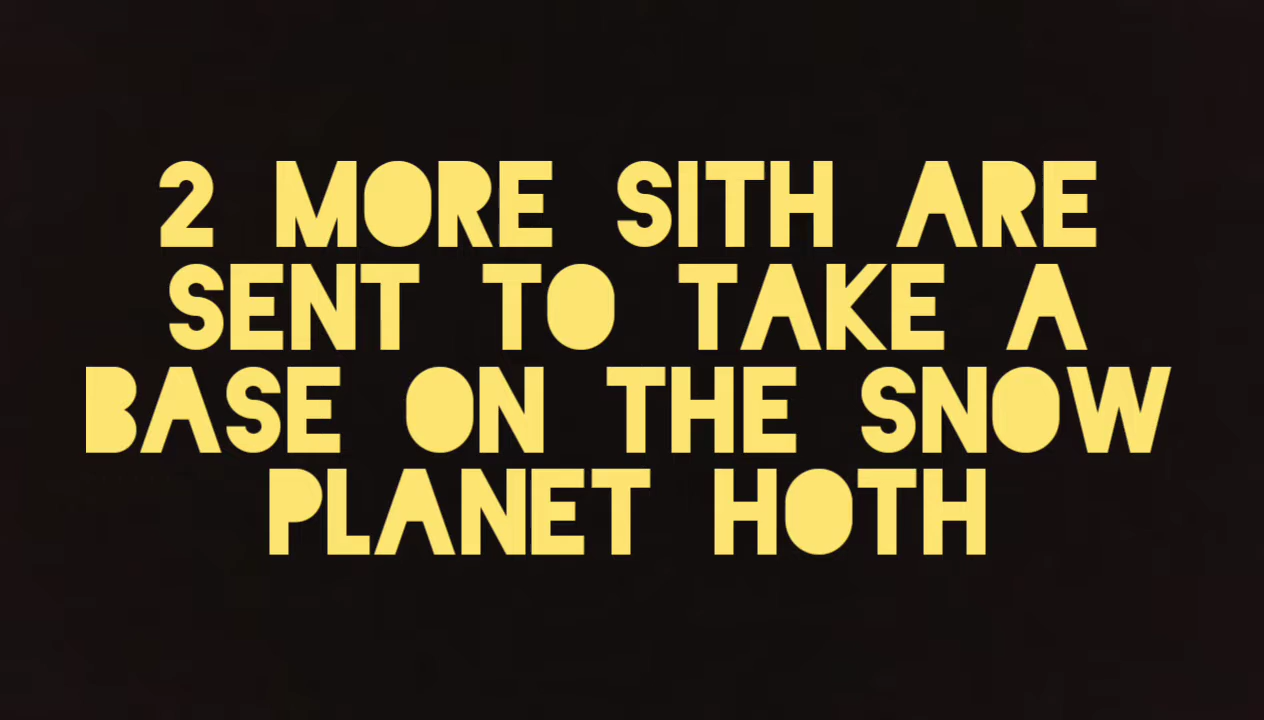 2 MORE SITH ARE
SENT TO TAKE A
BASE ON THE SNOW
PLANET HOTH